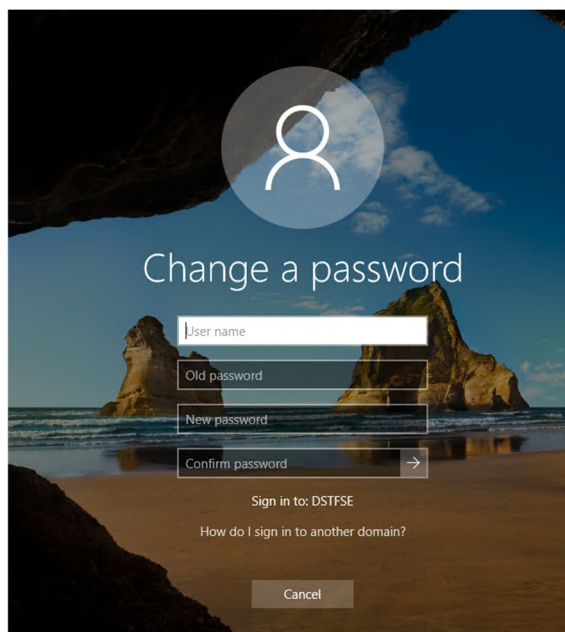 Change a password
User name
Old password
New password
Confirm password
Sign in to: DSTFSE
How do I sign in to another domain?
Cancel